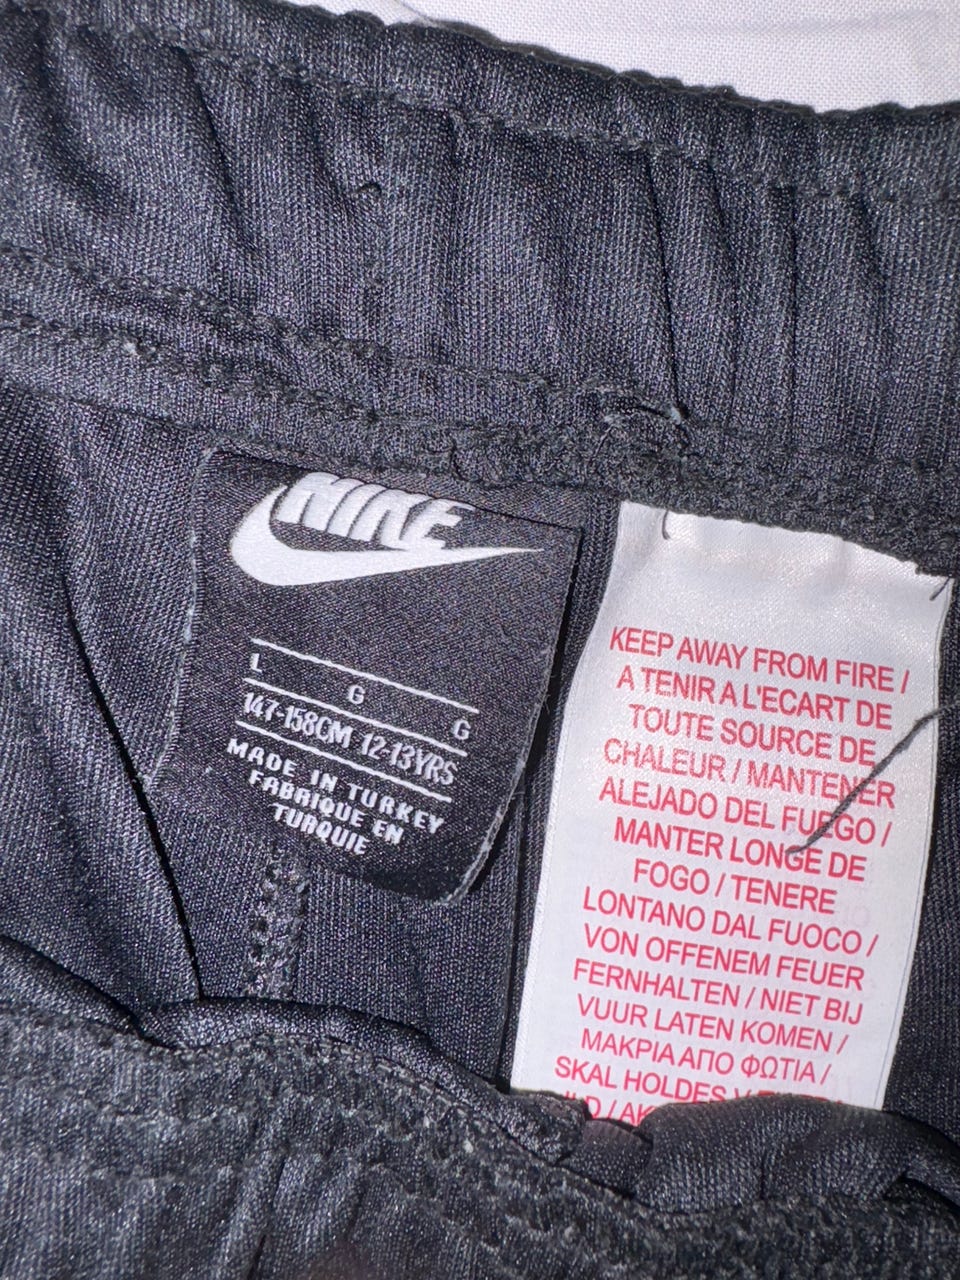 NIKE
L G G
147-158CM 12-13YRS
MADE IN TURKEY
FABRIQUE EN
TURQUIE
KEEP AWAY FROM FIRE /
A TENIR A L'ECART DE
TOUTE SOURCE DE
CHALEUR / MANTENER
ALEJADO DEL FUEGO /
MANTER LONGE DE
FOGO / TENERE
LONTANO DAL FUOCO /
VON OFFENEM FEUER
FERNHALTEN / NIET BIJ
VUUR LATEN KOMEN /
ΜΑΚΡΙΑ ΑΠΟ ΦΩΤΙΑ /
SKAL HOLDES